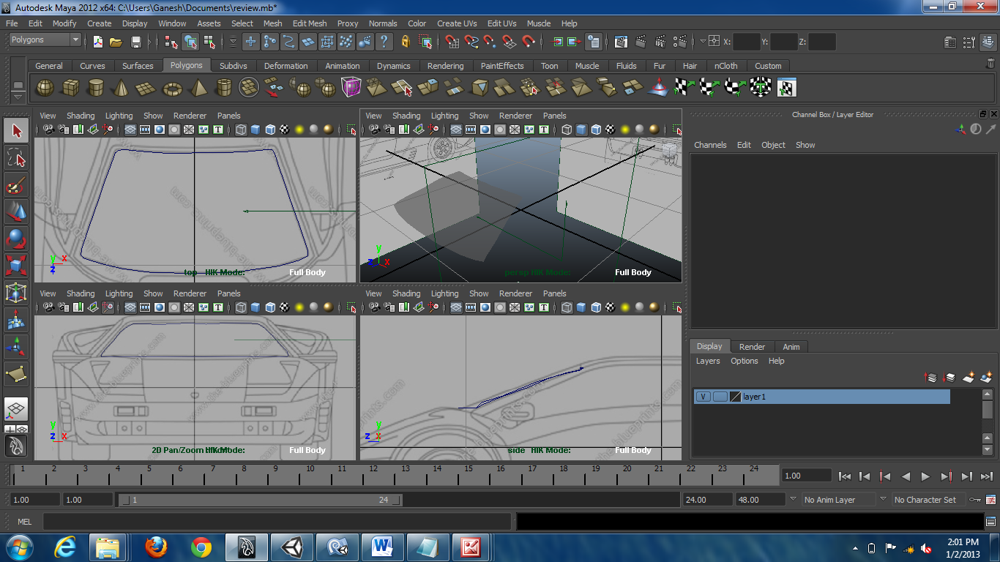 Autodesk Maya 2012 x64: C:\Users\Ganesh\Documents\review.mb*
File Edit Modify Create Display Window Assets Select Mesh Edit Mesh Proxy Normals Color Create UVs Edit UVs Muscle Help
Polygons X: Y: Z:
General Curves Surfaces Polygons Subdivs Deformation Animation Dynamics Rendering PaintEffects Toon Muscle Fluids Fur Hair nCloth Custom
View Shading Lighting Show Renderer Panels
View Shading Lighting Show Renderer Panels
Channel Box / Layer Editor
Channels Edit Object Show
y x z
top HIK Mode: Full Body
y z x
persp HIK Mode: Full Body
View Shading Lighting Show Renderer Panels
View Shading Lighting Show Renderer Panels
www.the-blueprints.com
Display Render Anim
Layers Options Help
V layer1
y z x
2D Pan/Zoom Full Body
y z x
side HIK Mode: Full Body
1 2 3 4 5 6 7 8 9 10 11 12 13 14 15 16 17 18 19 20 21 22 23 24
1.00
1.00 1.00 1 24 24.00 48.00 No Anim Layer No Character Set
MEL
2:01 PM
1/2/2013